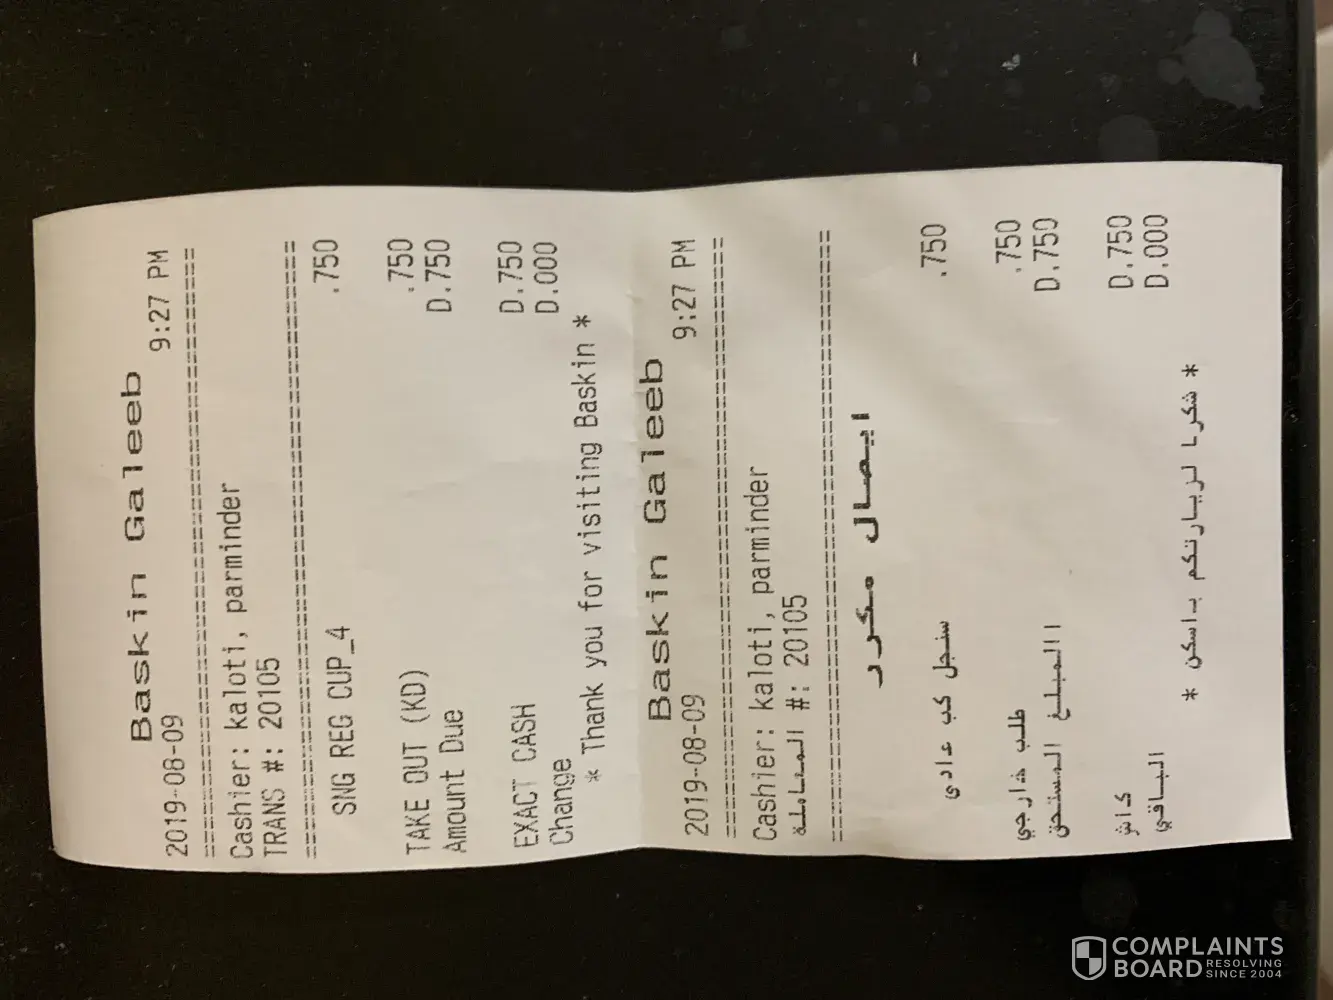 Baskin Galeeb
2019-08-09 9:27 PM
========================================
Cashier: kaloti, parminder
TRANS #: 20105
========================================
SNG REG CUP_4 .750
TAKE OUT (KD) .750
Amount Due D.750
EXACT CASH D.750
Change D.000
* Thank you for visiting Baskin *
Baskin Galeeb
2019-08-09 9:27 PM
========================================
Cashier: kaloti, parminder
المعاملة #: 20105
========================================
ايصال مكرر
سنجل كب عادى .750
طلب خارجي .750
االمبلغ المستحق D.750
كاش D.750
الباقي D.000
* شكرا لزيارتكم باسكن *
COMPLAINTS
BOARD RESOLVING
SINCE 2004